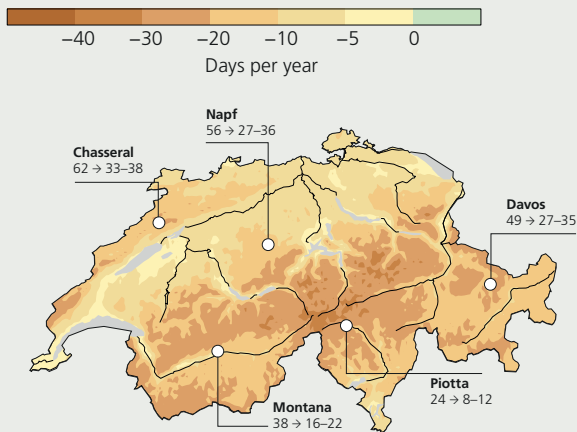 −40 −30 −20 −10 −5 0
Days per year
Napf
56 → 27–36
Chasseral
62 → 33–38
Davos
49 → 27–35
Piotta
24 → 8–12
Montana
38 → 16–22